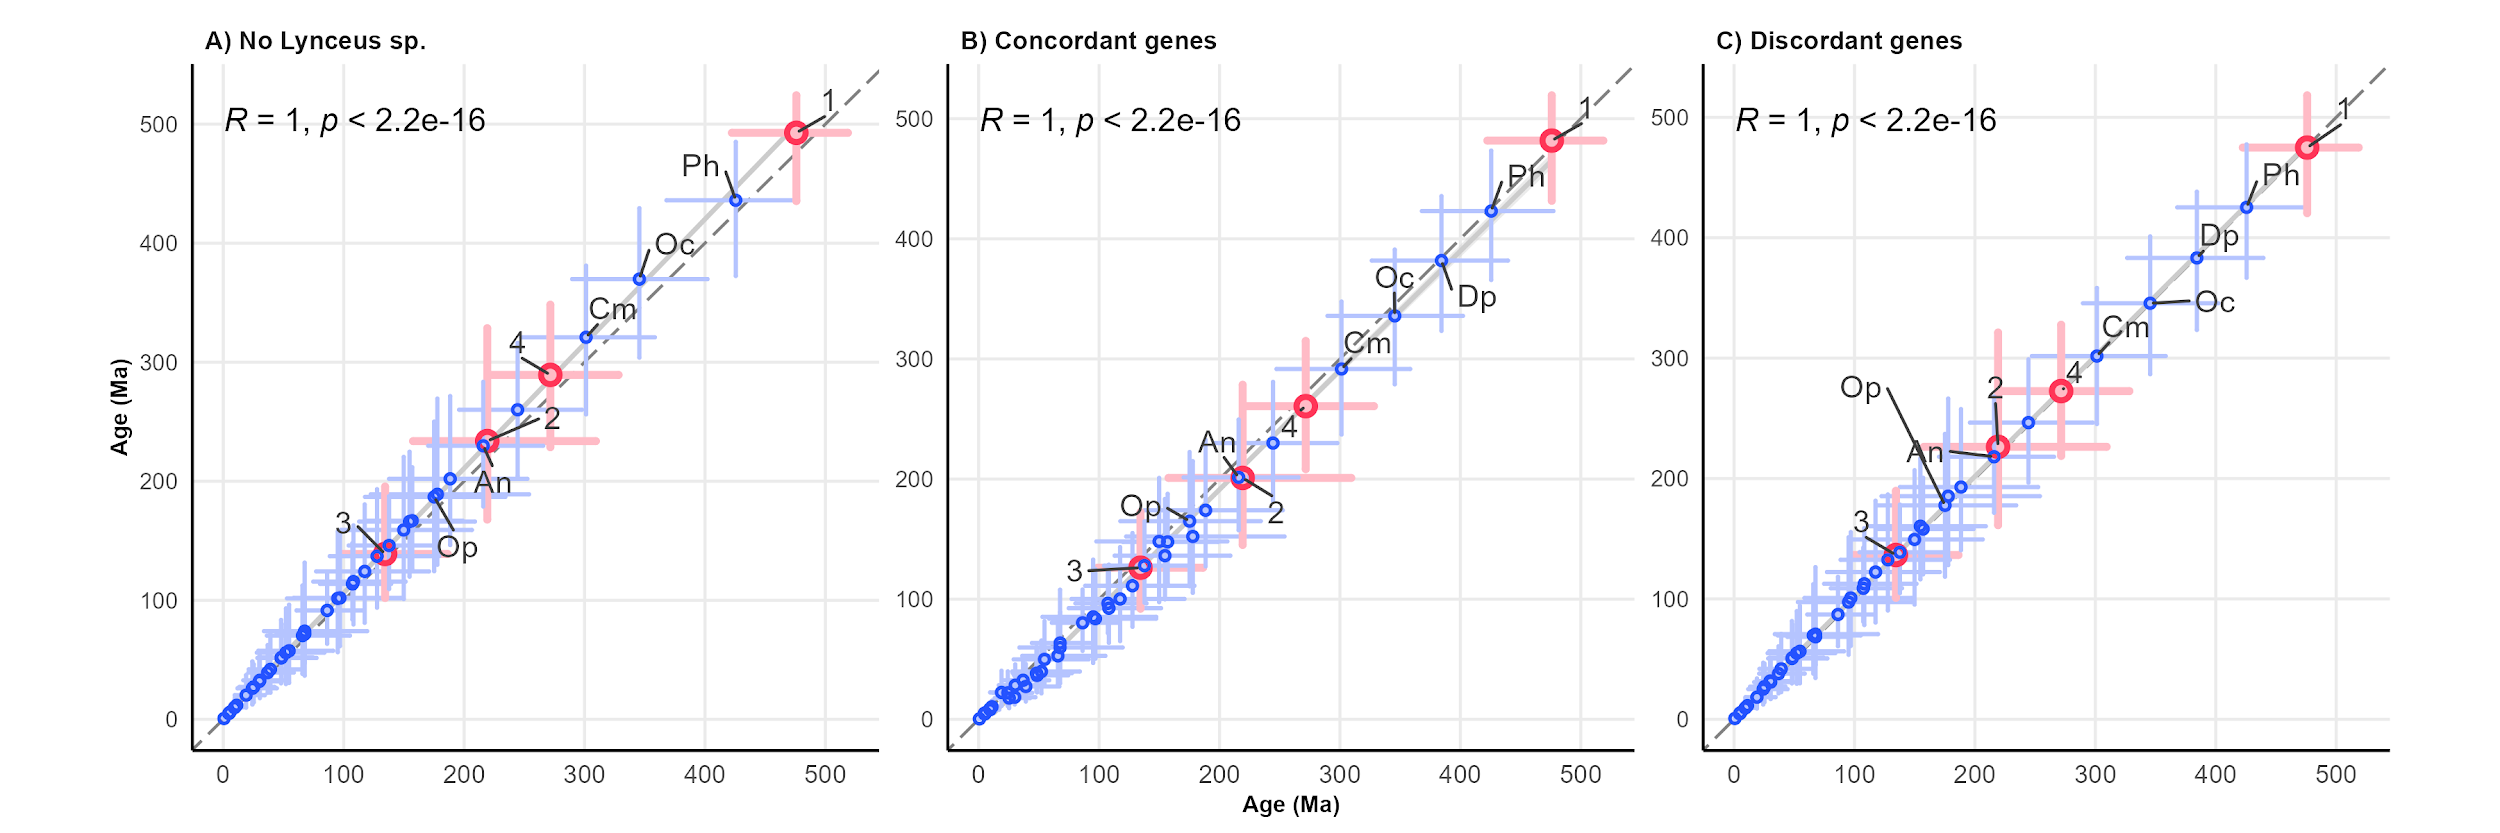 A) No Lynceus sp.
R = 1, p < 2.2e-16
1
Ph
Oc
Cm
4
2
An
3
Op
500
400
300
200
100
0
0 100 200 300 400 500
Age (Ma)
B) Concordant genes
R = 1, p < 2.2e-16
1
Ph
Oc
Dp
Cm
4
An
Op
2
3
500
400
300
200
100
0
0 100 200 300 400 500
Age (Ma)
C) Discordant genes
R = 1, p < 2.2e-16
1
Ph
Dp
Oc
Cm
4
Op
2
An
3
500
400
300
200
100
0
0 100 200 300 400 500